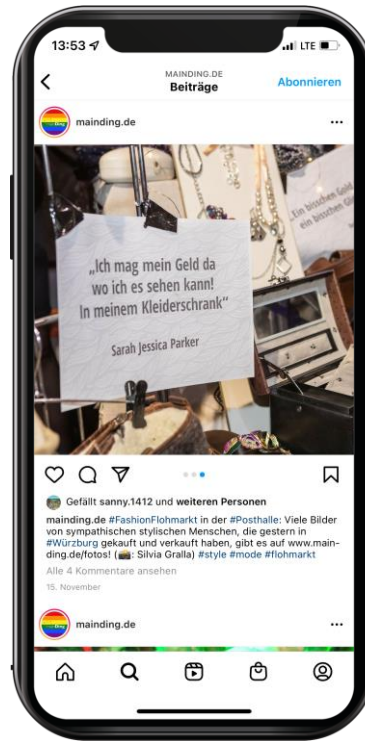 13:53
LTE
MAINDING.DE
Beiträge
Abonnieren
mainding.de
„Ich mag mein Geld da
wo ich es sehen kann!
In meinem Kleiderschrank“
Sarah Jessica Parker
„Ein bisschen Geld
ein bisschen
Gefällt sanny.1412 und weiteren Personen
mainding.de #FashionFlohmarkt in der #Posthalle: Viele Bilder
von sympathischen stylischen Menschen, die gestern in
#Würzburg gekauft und verkauft haben, gibt es auf www.main-
ding.de/fotos! (📸: Silvia Gralla) #style #mode #flohmarkt
Alle 4 Kommentare ansehen
15. November
mainding.de